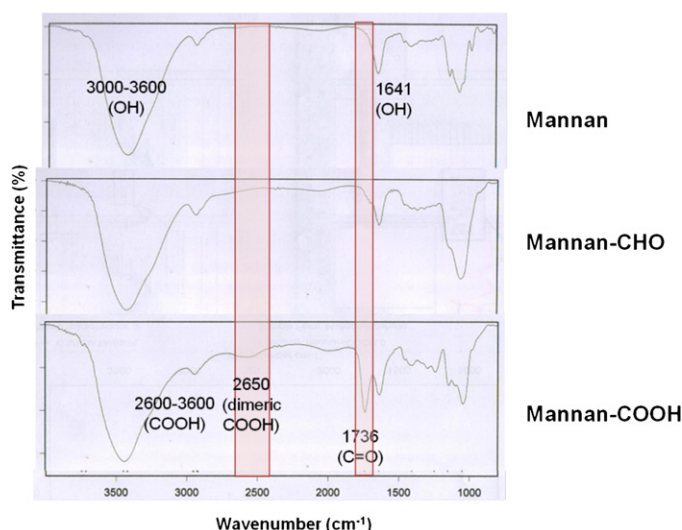 3000-3600
(OH)
1641
(OH)
Mannan
Mannan-CHO
2600-3600
(COOH)
2650
(dimeric
COOH)
1736
(C=O)
Mannan-COOH
Transmittance (%)
3500
3000
2500
2000
1500
1000
Wavenumber (cm⁻¹)